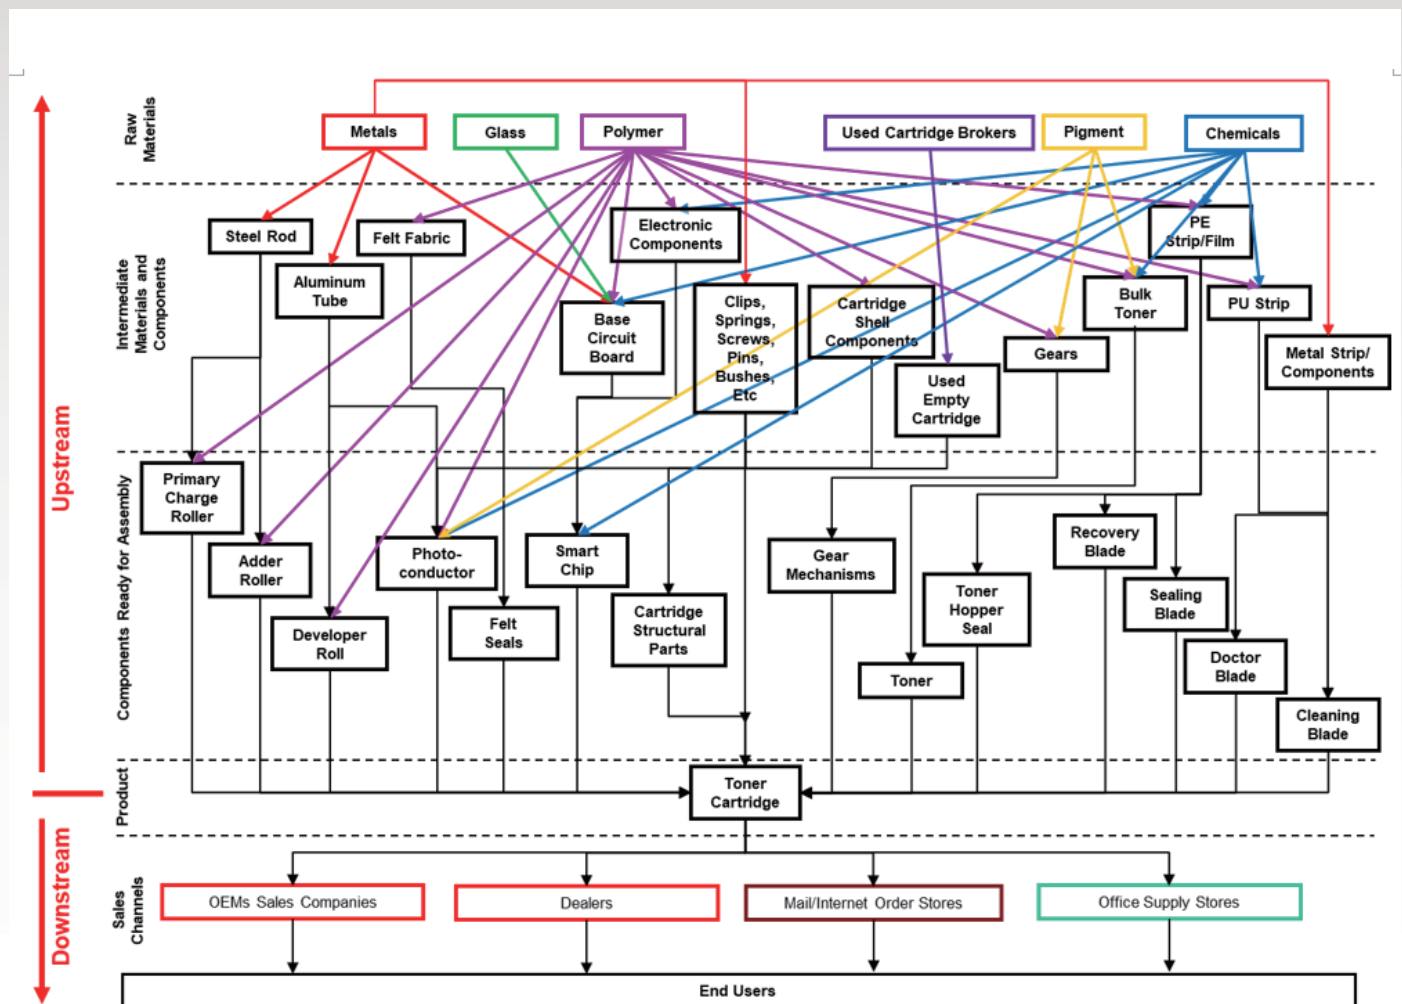 Raw
Materials
Metals
Glass
Polymer
Used Cartridge Brokers
Pigment
Chemicals
Upstream
Intermediate
Materials and
Components
Steel Rod
Felt Fabric
Electronic
Components
PE
Strip/Film
Aluminum
Tube
Base
Circuit
Board
Clips,
Springs,
Screws,
Pins,
Bushes,
Etc
Cartridge
Shell
Components
Bulk
Toner
PU Strip
Gears
Metal Strip/
Components
Used
Empty
Cartridge
Components Ready for Assembly
Primary
Charge
Roller
Adder
Roller
Developer
Roll
Photo-
conductor
Felt
Seals
Smart
Chip
Cartridge
Structural
Parts
Gear
Mechanisms
Toner
Toner
Hopper
Seal
Recovery
Blade
Sealing
Blade
Doctor
Blade
Cleaning
Blade
Product
Toner
Cartridge
Downstream
Sales
Channels
OEMs Sales Companies
Dealers
Mail/Internet Order Stores
Office Supply Stores
End Users